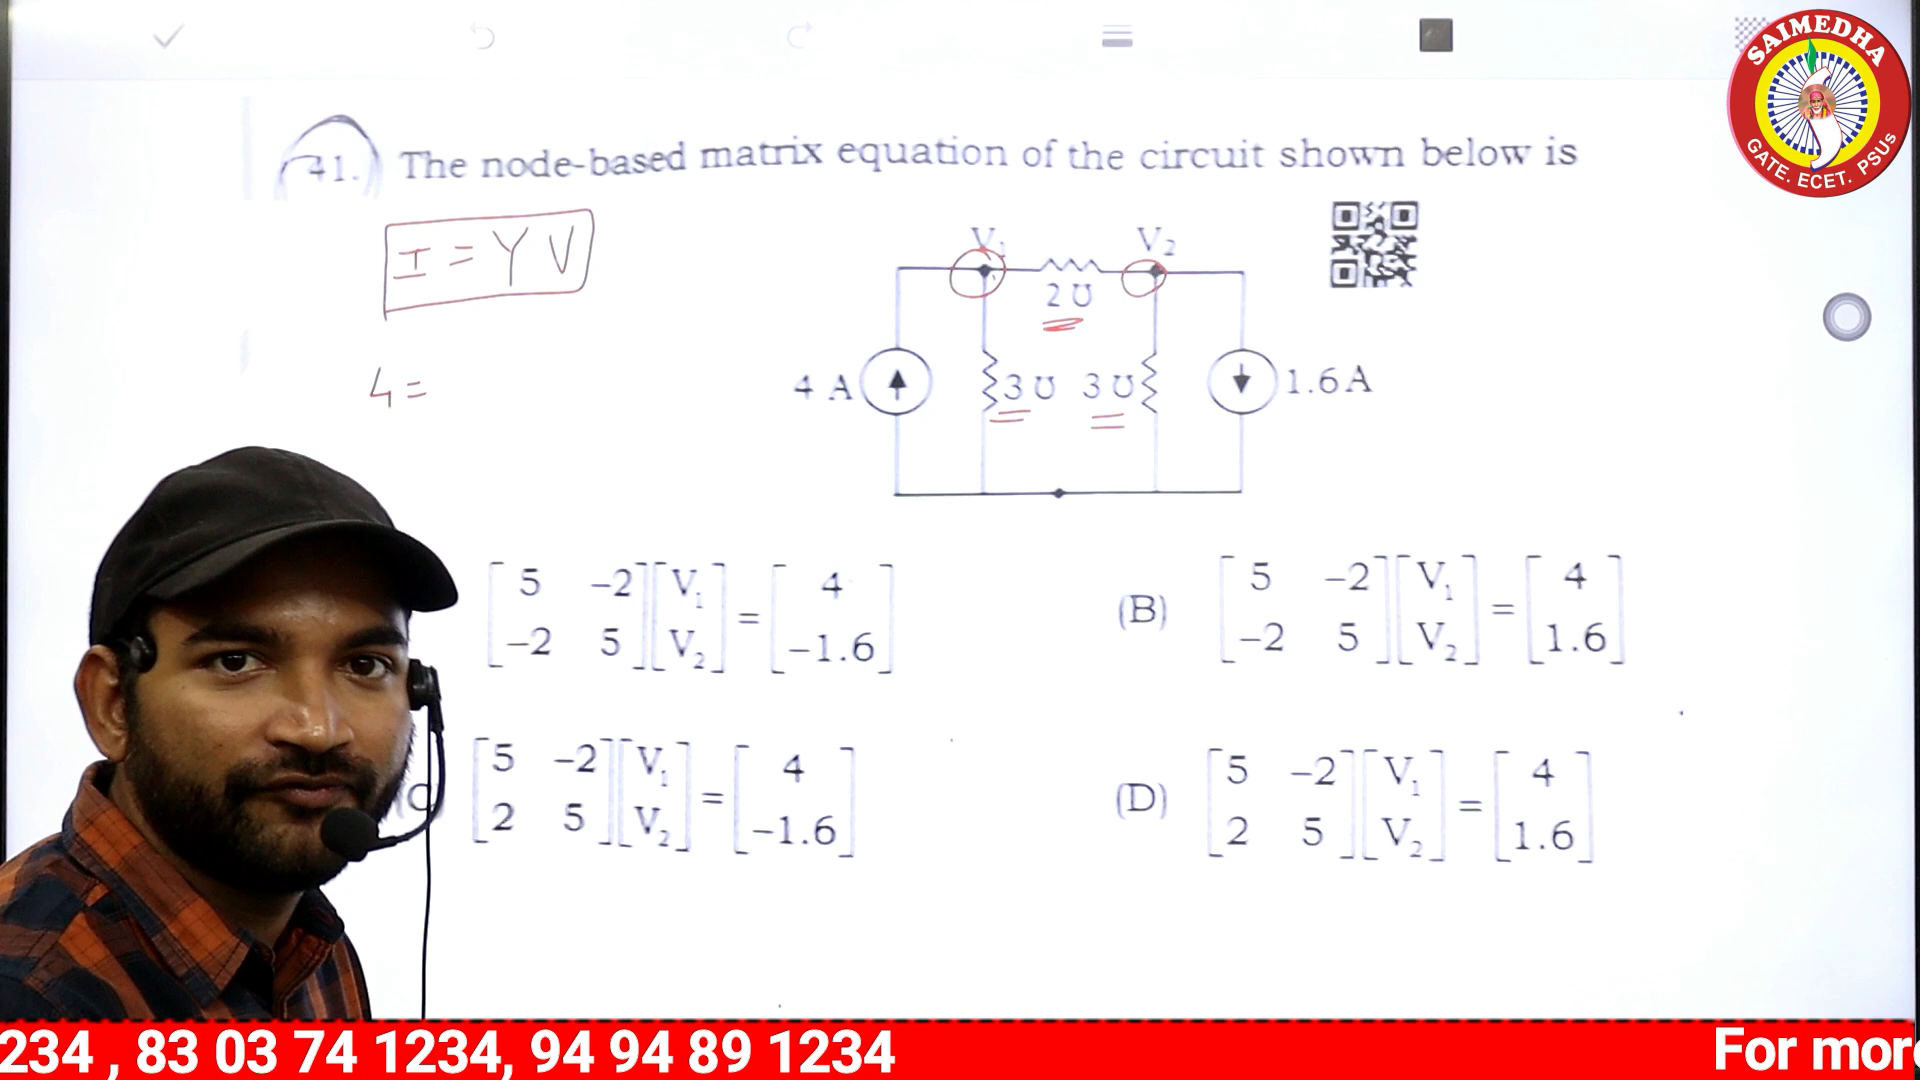 SAIMEDHA
GATE. ECET. PSUs
41. The node-based matrix equation of the circuit shown below is
I = Y V
V₁
V₂
2 ℧
4 =
4 A
3 ℧
3 ℧
1.6 A
[5 −2] [V₁] = [4]
[−2 5] [V₂] [−1.6]
(B) [5 −2] [V₁] = [4]
[−2 5] [V₂] [1.6]
(C) [5 −2] [V₁] = [4]
[2 5] [V₂] [−1.6]
(D) [5 −2] [V₁] = [4]
[2 5] [V₂] [1.6]
234 , 83 03 74 1234, 94 94 89 1234
For mor